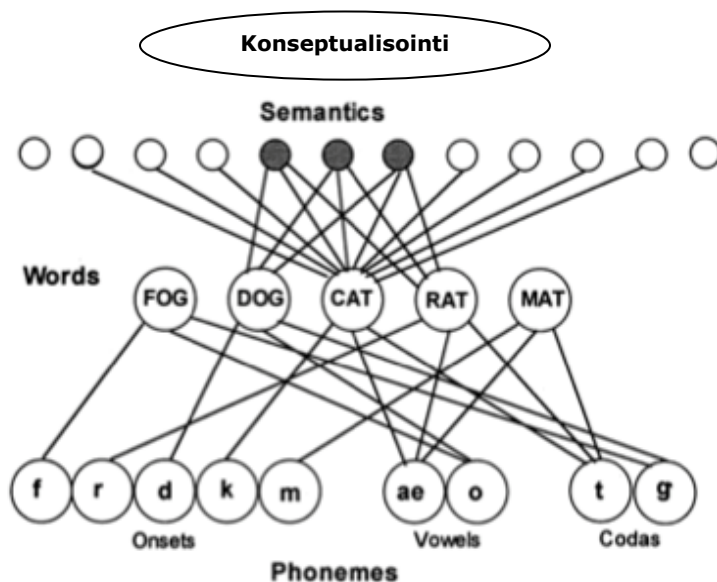 Konseptualisointi
Semantics
Words
FOG DOG CAT RAT MAT
f r d k m ae o t g
Onsets Vowels Codas
Phonemes